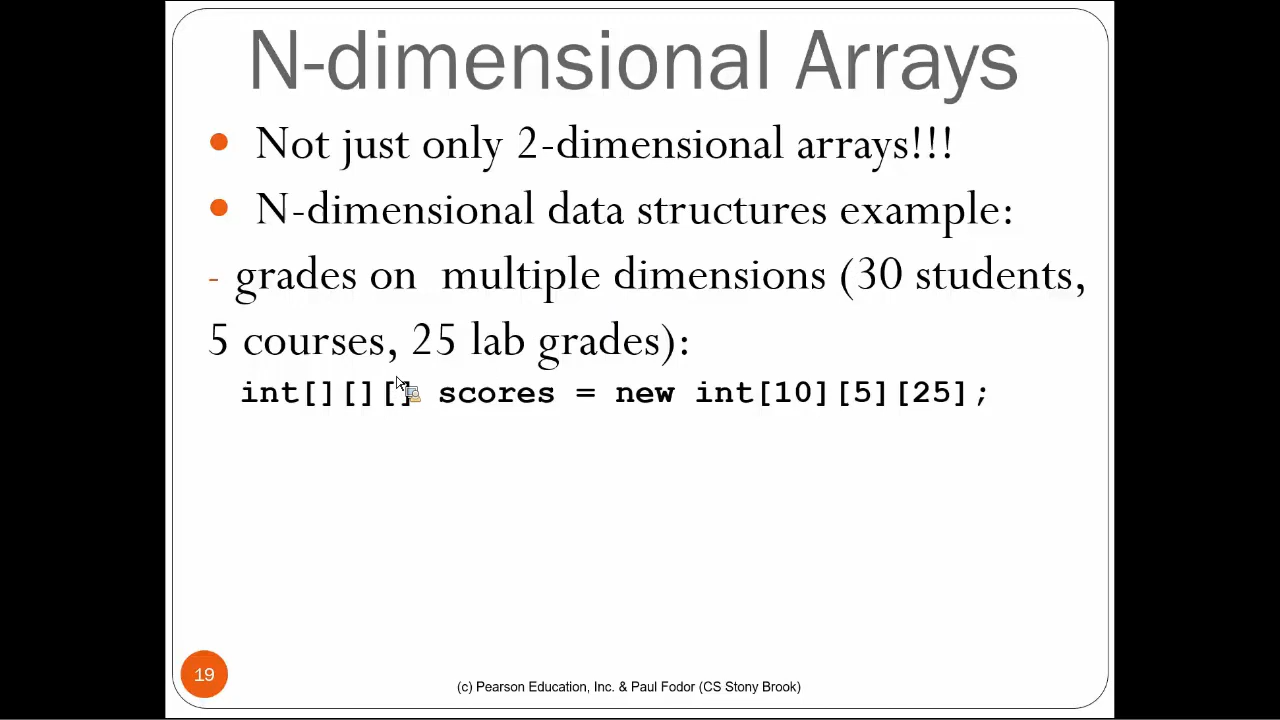 N-dimensional Arrays
• Not just only 2-dimensional arrays!!!
• N-dimensional data structures example:
- grades on multiple dimensions (30 students,
5 courses, 25 lab grades):
int[][][] scores = new int[10][5][25];
19
(c) Pearson Education, Inc. & Paul Fodor (CS Stony Brook)